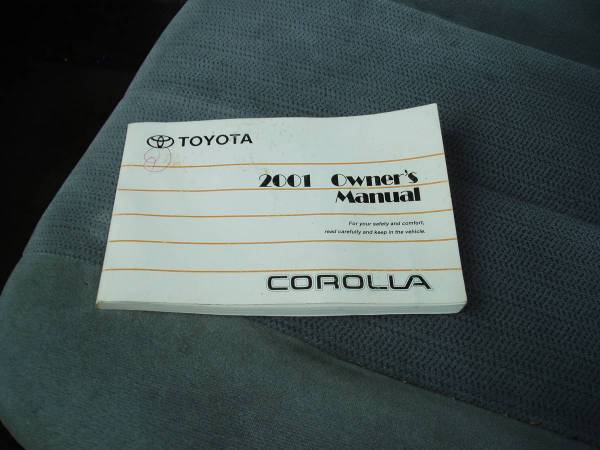 TOYOTA
2001 Owner's
Manual
For your safety and comfort,
read carefully and keep in the vehicle.
COROLLA